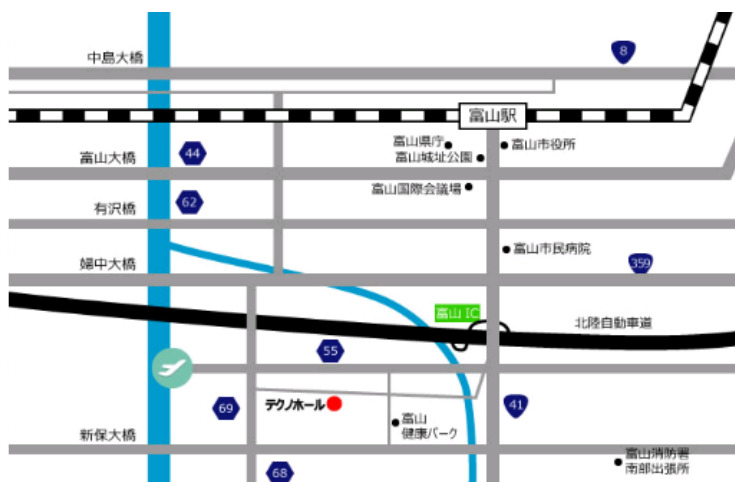 中島大橋
8
富山駅
富山県庁
富山市役所
44
富山大橋
富山城址公園
62
富山国際会議場
有沢橋
富山市民病院
婦中大橋
359
富山 IC
北陸自動車道
55
69
テクノホール
41
富山
健康パーク
新保大橋
富山消防署
南部出張所
68